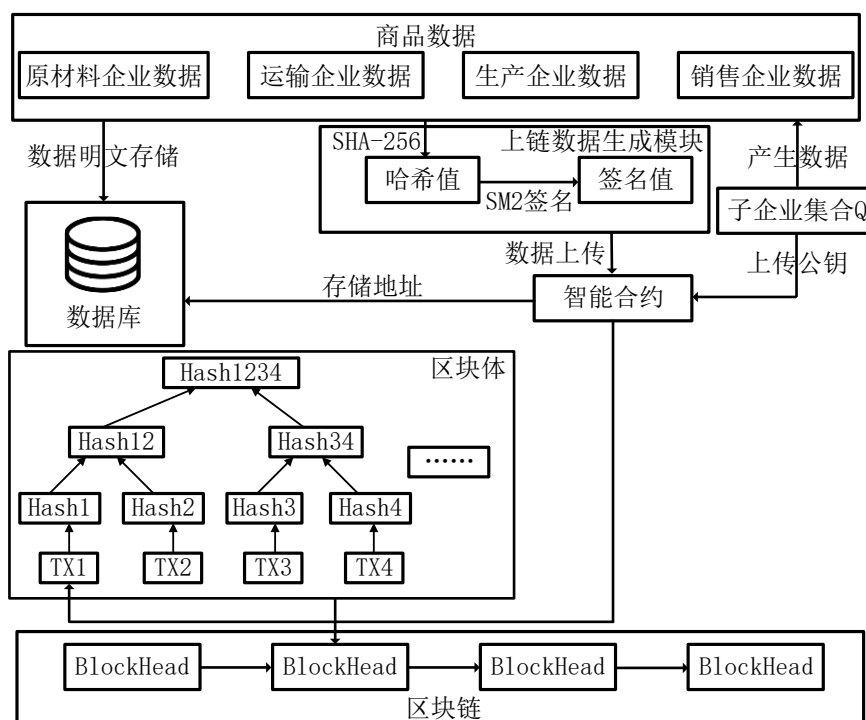 商品数据
原材料企业数据
运输企业数据
生产企业数据
销售企业数据
数据明文存储
SHA-256
上链数据生成模块
产生数据
哈希值
签名值
SM2签名
子企业集合Q
数据上传
上传公钥
存储地址
智能合约
数据库
区块体
Hash1234
Hash12
Hash34
……
Hash1
Hash2
Hash3
Hash4
TX1
TX2
TX3
TX4
BlockHead
BlockHead
BlockHead
BlockHead
区块链